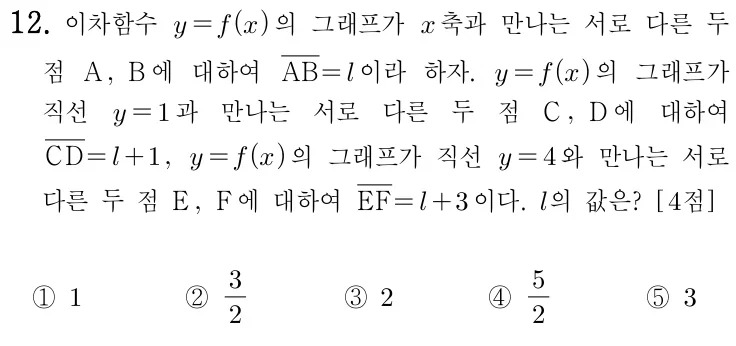 12. 이차함수 y=f(x)의 그래프가 x축과 만나는 서로 다른 두
점 A, B에 대하여 \overline{AB}=l이라 하자. y=f(x)의 그래프가
직선 y=1과 만나는 서로 다른 두 점 C, D에 대하여
\overline{CD}=l+1, y=f(x)의 그래프가 직선 y=4와 만나는 서로
다른 두 점 E, F에 대하여 \overline{EF}=l+3이다. l의 값은? [4점]
① 1 ② 3/2 ③ 2 ④ 5/2 ⑤ 3